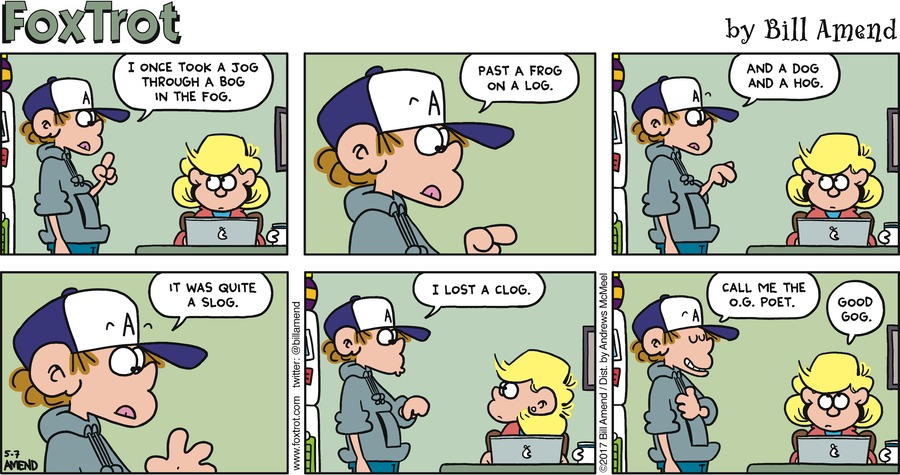 FOXTROT
by Bill Amend
I ONCE TOOK A JOG
THROUGH A BOG
IN THE FOG.
A
PAST A FROG
ON A LOG.
A
AND A DOG
AND A HOG.
A
IT WAS QUITE
A SLOG.
A
5-7
AMEND
www.foxtrot.com twitter: @billamend
I LOST A CLOG.
A
©2017 Bill Amend / Dist. by Andrews McMeel
CALL ME THE
O.G. POET.
A
GOOD
GOG.